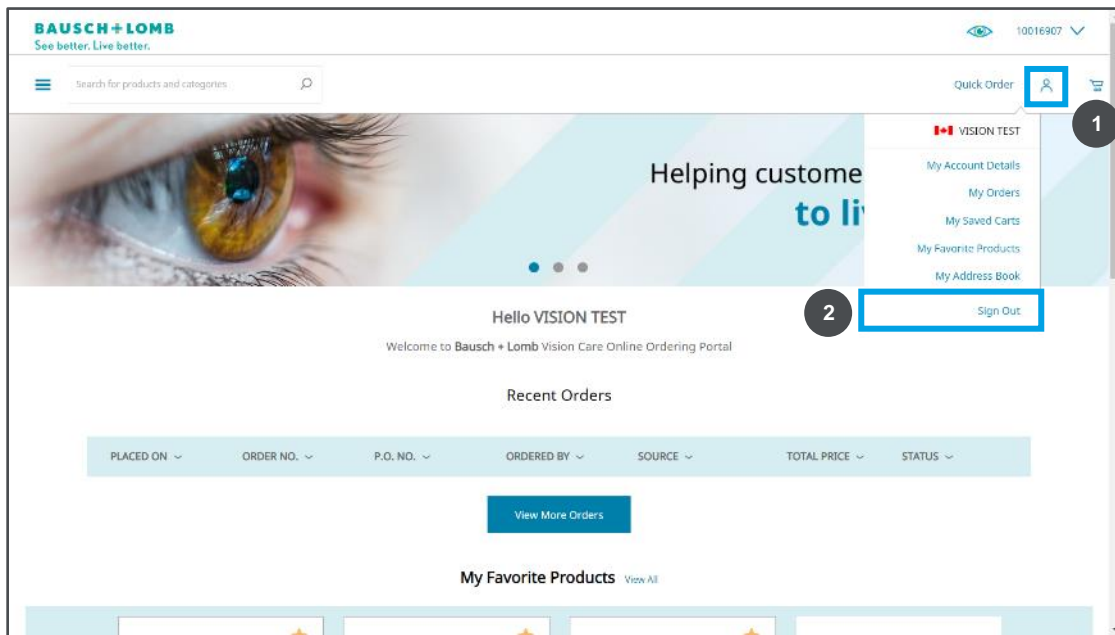 BAUSCH+LOMB
See better. Live better.
10016907
Search for products and categories
Quick Order
1
VISION TEST
My Account Details
My Orders
My Saved Carts
My Favorite Products
My Address Book
Sign Out
2
Helping custome
to li
Hello VISION TEST
Welcome to Bausch + Lomb Vision Care Online Ordering Portal
Recent Orders
PLACED ON ORDER NO. P.O. NO. ORDERED BY SOURCE TOTAL PRICE STATUS
View More Orders
My Favorite Products View All